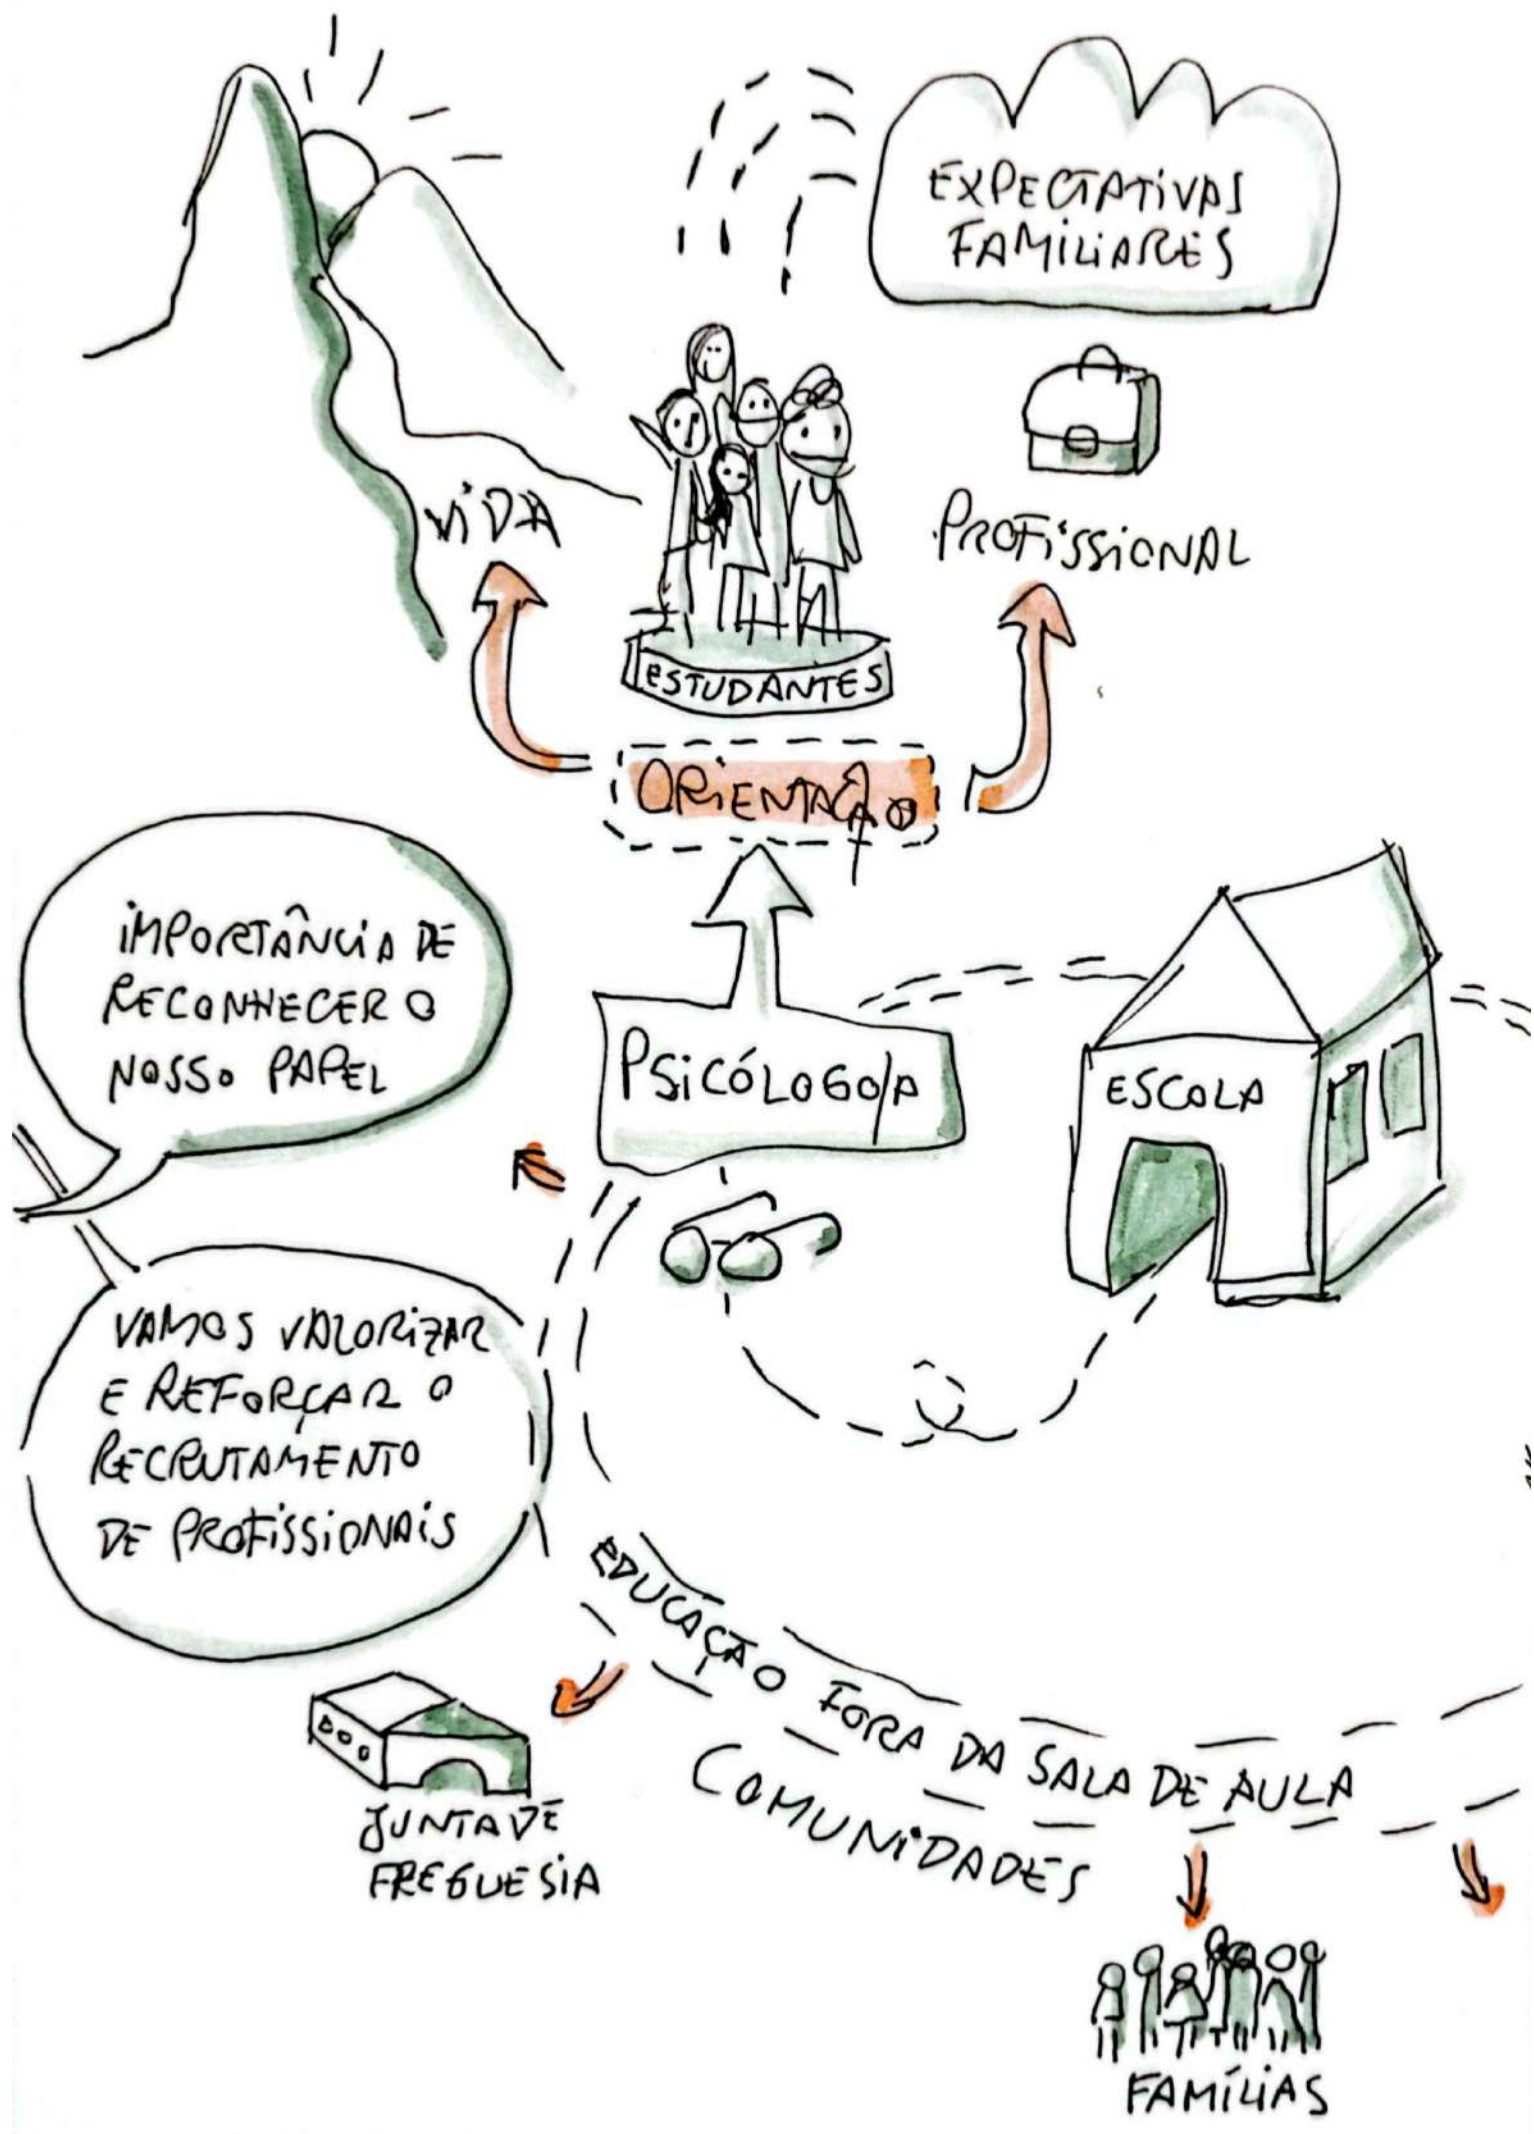 EXPECTATIVAS
FAMILIARES
VIDA
PROFISSIONAL
ESTUDANTES
ORIENTAÇÃO
IMPORTÂNCIA DE
RECONHECER O
NOSSO PAPEL
PSICÓLOGO/A
ESCOLA
VAMOS VALORIZAR
E REFORÇAR O
RECRUTAMENTO
DE PROFISSIONAIS
EDUCAÇÃO FORA DA SALA DE AULA
COMUNIDADES
JUNTA DE
FREGUESIA
FAMÍLIAS